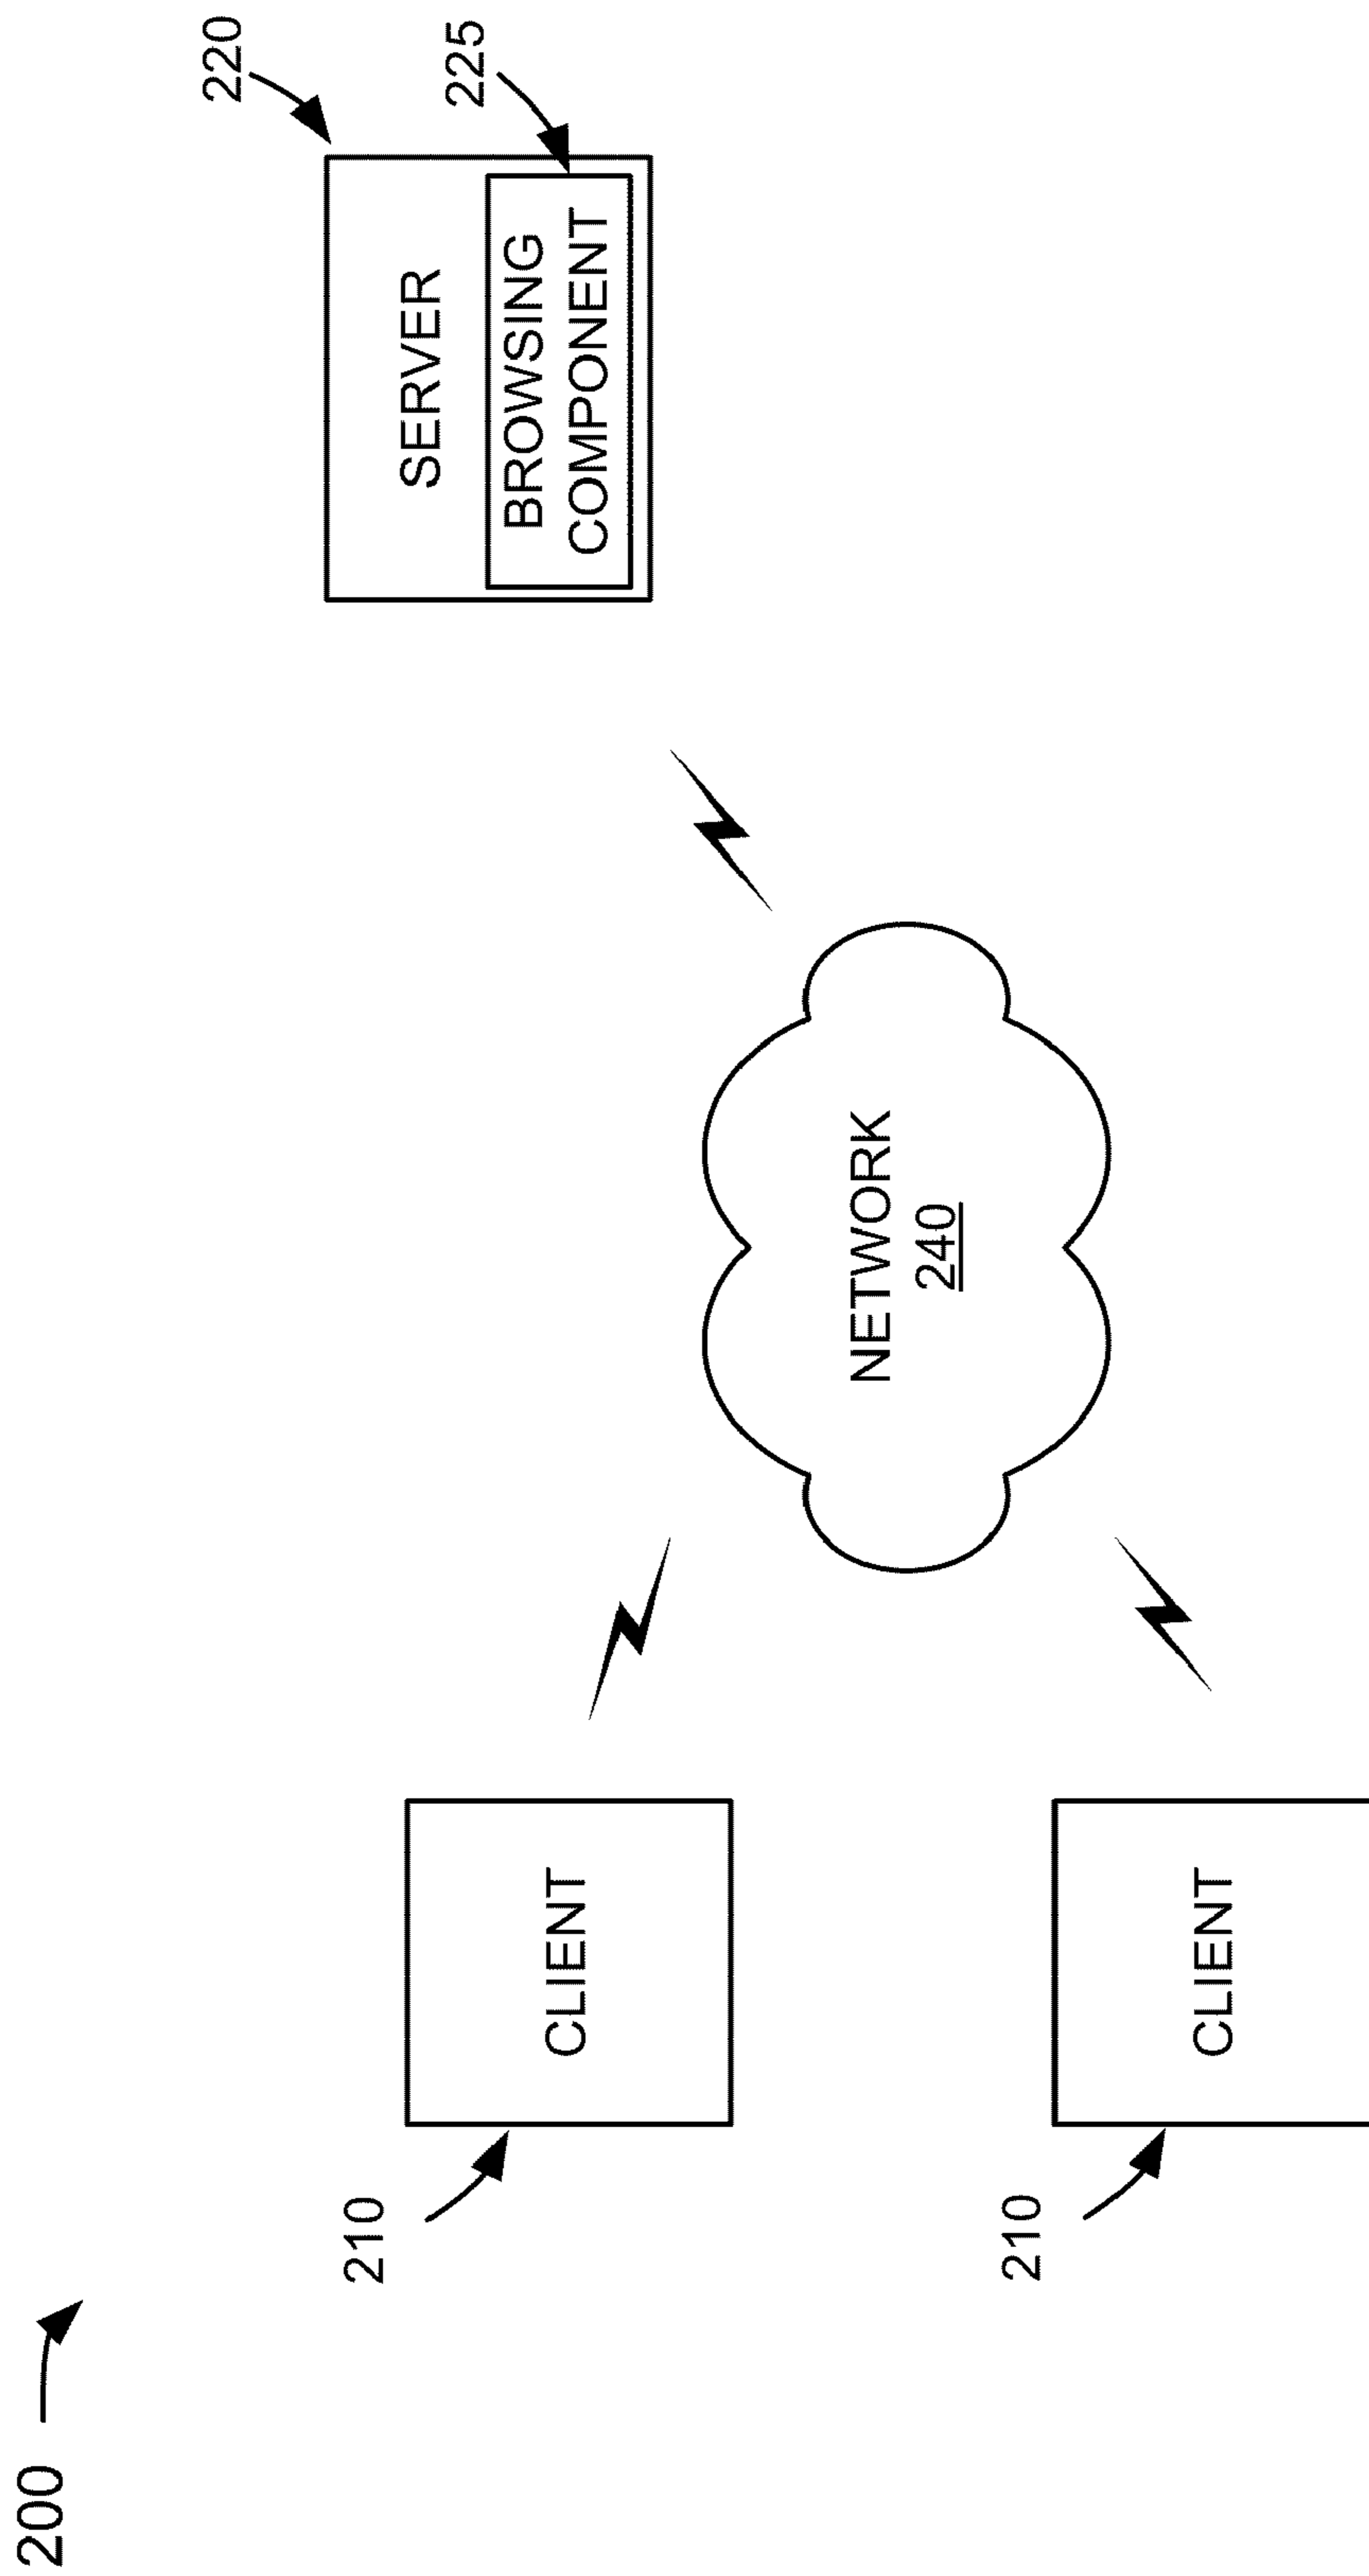 200
210
CLIENT
210
CLIENT
NETWORK
240
220
SERVER
225
BROWSING
COMPONENT